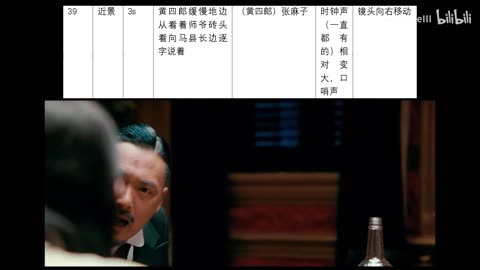 39 近景 3s 黄四郎缓慢地边 （黄四郎）张麻子 时钟声 镜头向右移动
从看着师爷砖头 （一直
看向马县长边逐 都有
字说着 的）相
对变
大，口
哨声
elll bilibili